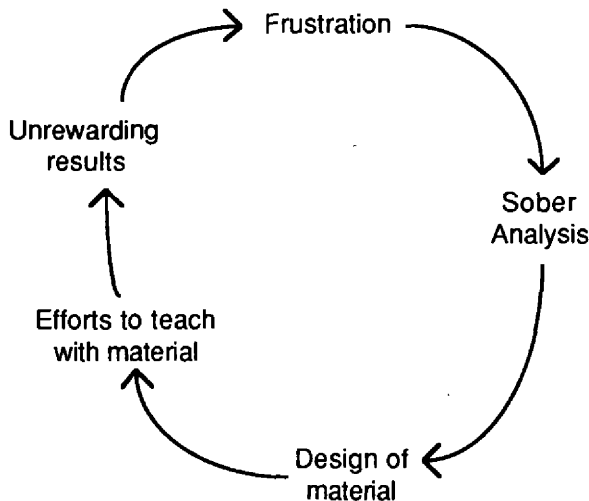 Frustration
Sober
Analysis
Design of
material
Efforts to teach
with material
Unrewarding
results